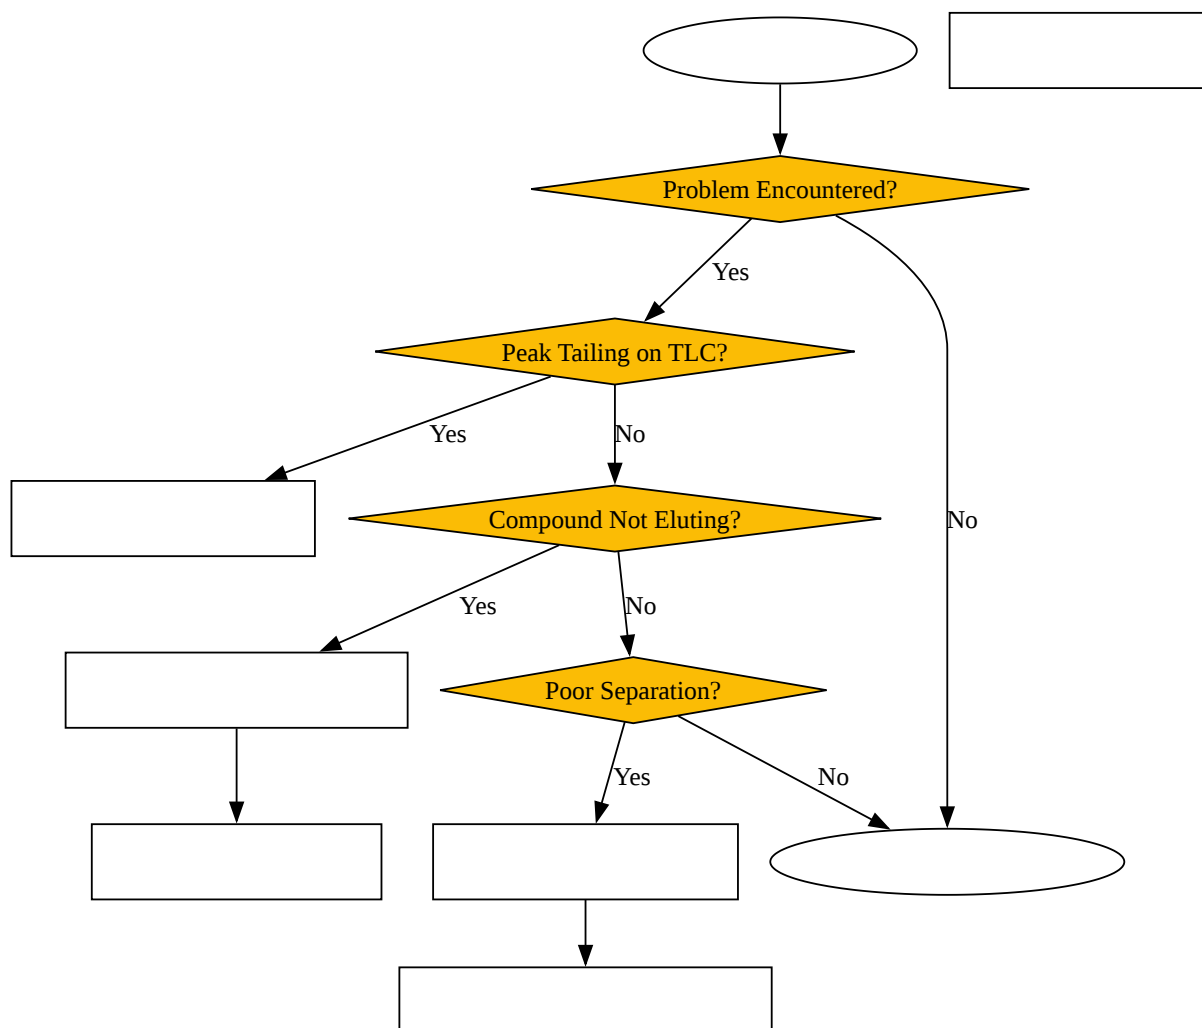 Problem Encountered?
Yes
Peak Tailing on TLC?
Yes
No
Compound Not Eluting?
No
Yes
No
Poor Separation?
Yes
No